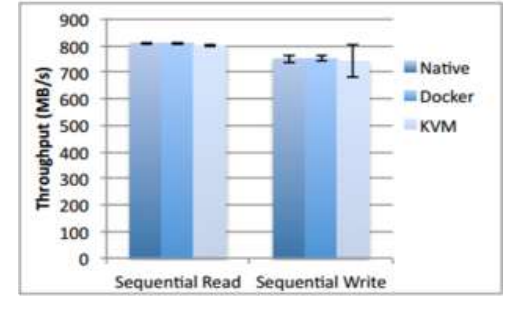 Throughput (MB/s)
900
800
700
600
500
400
300
200
100
0
Sequential Read
Sequential Write
Native
Docker
KVM